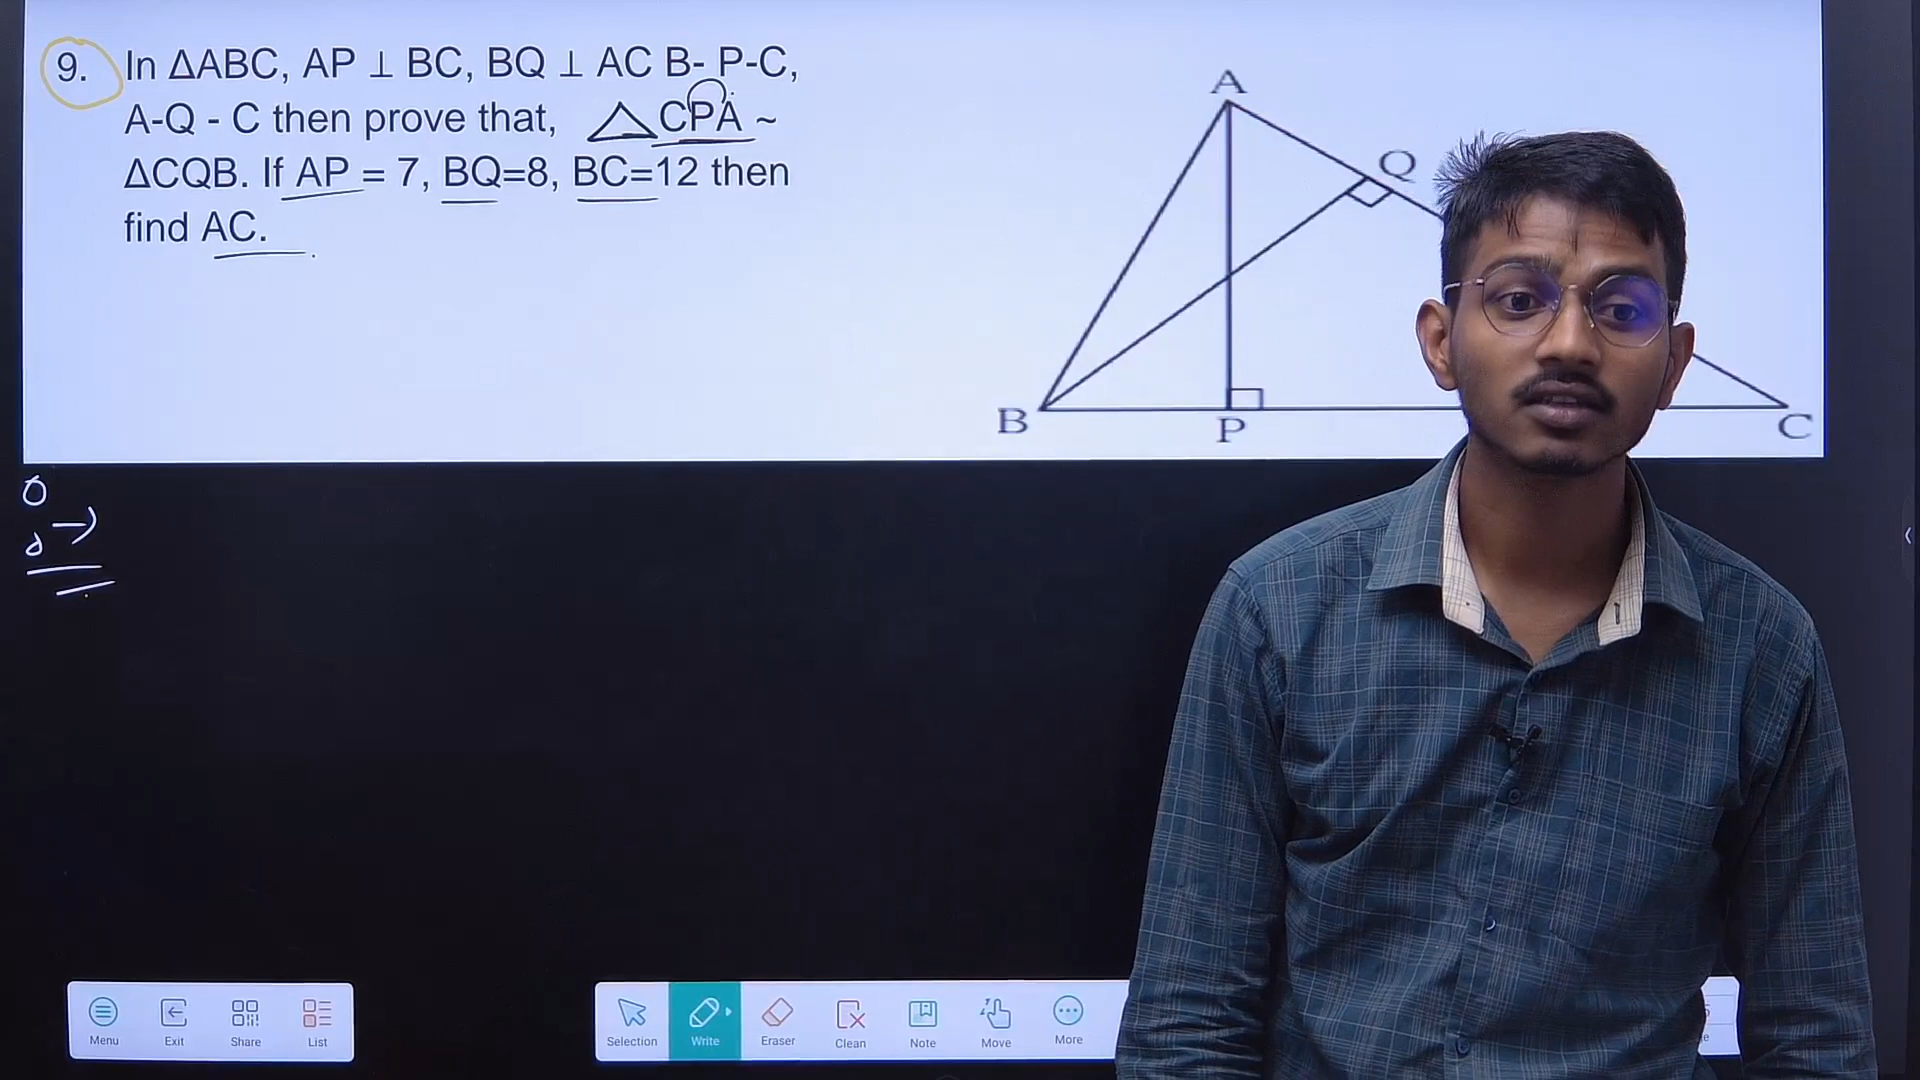 9. In ΔABC, AP ⊥ BC, BQ ⊥ AC B- P-C,
A-Q - C then prove that, △CPA ~
ΔCQB. If AP = 7, BQ=8, BC=12 then
find AC.
A
Q
B
P
C
Menu
Exit
Share
List
Selection
Write
Eraser
Clean
Note
Move
More